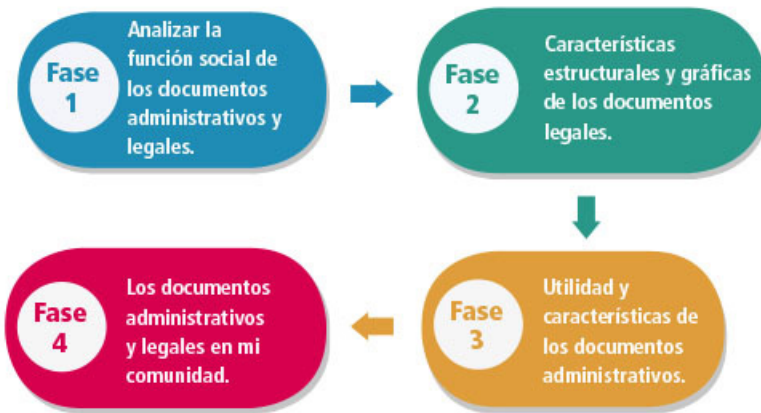 Fase
1
Analizar la
función social de
los documentos
administrativos y
legales.
Fase
2
Características
estructurales y gráficas
de los documentos
legales.
Fase
3
Utilidad y
características de
los documentos
administrativos.
Fase
4
Los documentos
administrativos
y legales en mi
comunidad.